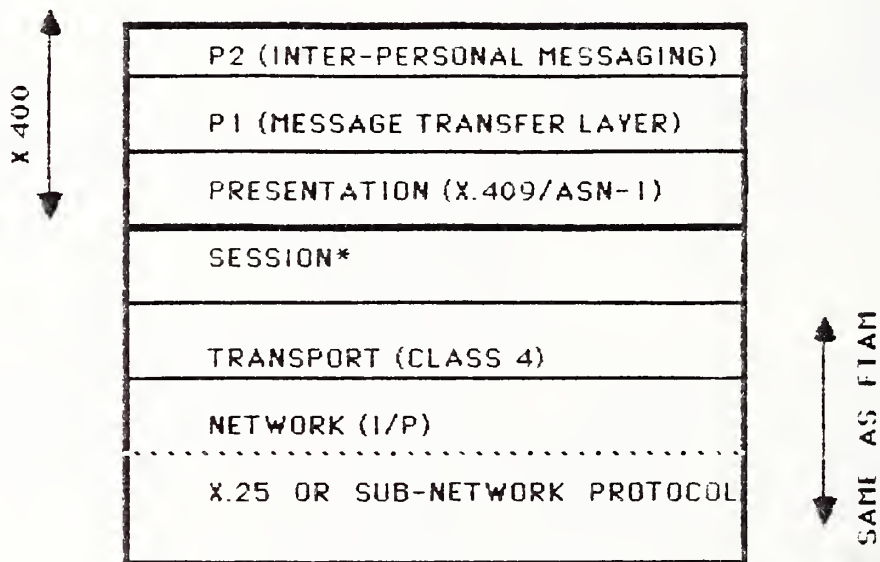 X 400
P2 (INTER-PERSONAL MESSAGING)
P1 (MESSAGE TRANSFER LAYER)
PRESENTATION (X.409/ASN-1)
SESSION*
TRANSPORT (CLASS 4)
NETWORK (I/P)
X.25 OR SUB-NETWORK PROTOCOL
SAME AS FTAM